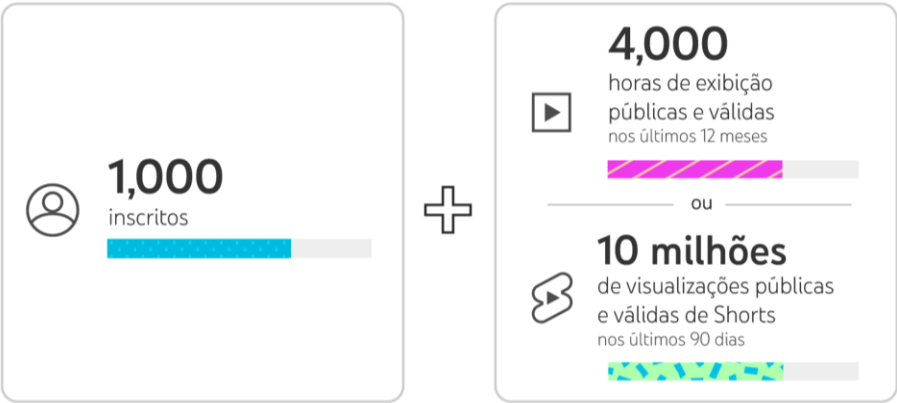 1,000
inscritos
4,000
horas de exibição
públicas e válidas
nos últimos 12 meses
ou
10 milhões
de visualizações públicas
e válidas de Shorts
nos últimos 90 dias